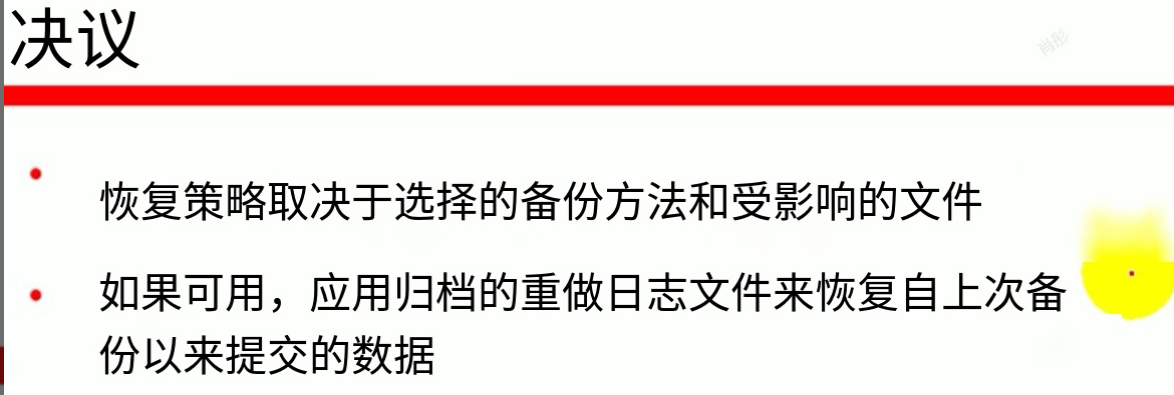 决议
肖彤
恢复策略取决于选择的备份方法和受影响的文件
如果可用，应用归档的重做日志文件来恢复自上次备
份以来提交的数据